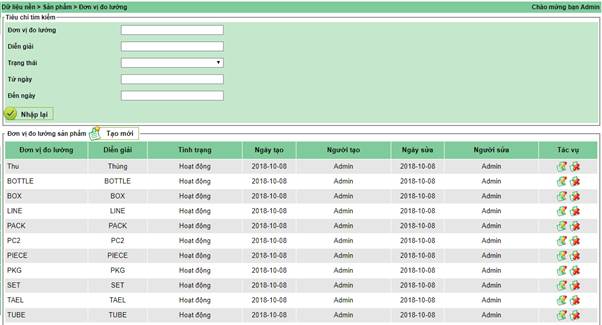 Dữ liệu nền > Sản phẩm > Đơn vị đo lường Chào mừng bạn Admin
Tiêu chí tìm kiếm
Đơn vị đo lường
Diễn giải
Trạng thái
Từ ngày
Đến ngày
Nhập lại
Đơn vị đo lường sản phẩm Tạo mới
Đơn vị đo lường Diễn giải Tình trạng Ngày tạo Người tạo Ngày sửa Người sửa Tác vụ
Thu Thùng Hoạt động 2018-10-08 Admin 2018-10-08 Admin
BOTTLE BOTTLE Hoạt động 2018-10-08 Admin 2018-10-08 Admin
BOX BOX Hoạt động 2018-10-08 Admin 2018-10-08 Admin
LINE LINE Hoạt động 2018-10-08 Admin 2018-10-08 Admin
PACK PACK Hoạt động 2018-10-08 Admin 2018-10-08 Admin
PC2 PC2 Hoạt động 2018-10-08 Admin 2018-10-08 Admin
PIECE PIECE Hoạt động 2018-10-08 Admin 2018-10-08 Admin
PKG PKG Hoạt động 2018-10-08 Admin 2018-10-08 Admin
SET SET Hoạt động 2018-10-08 Admin 2018-10-08 Admin
TAEL TAEL Hoạt động 2018-10-08 Admin 2018-10-08 Admin
TUBE TUBE Hoạt động 2018-10-08 Admin 2018-10-08 Admin